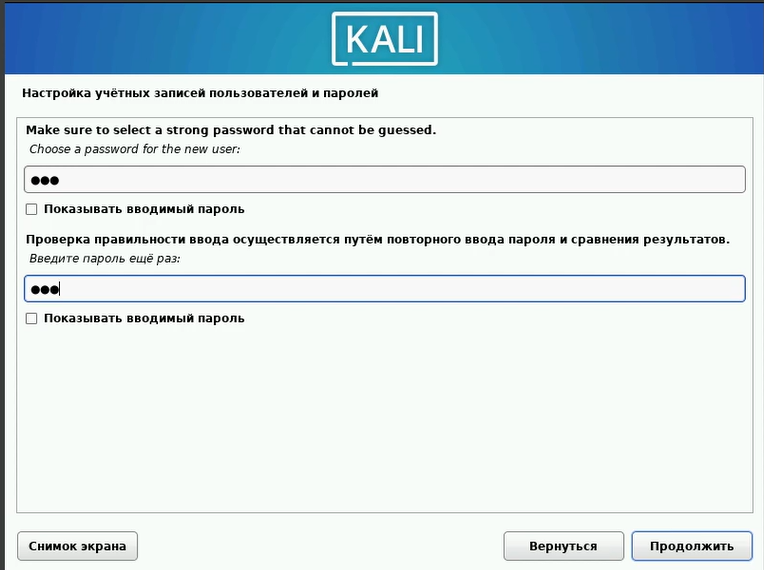 KALI
Настройка учётных записей пользователей и паролей
Make sure to select a strong password that cannot be guessed.
Choose a password for the new user:
●●●
Показывать вводимый пароль
Проверка правильности ввода осуществляется путём повторного ввода пароля и сравнения результатов.
Введите пароль ещё раз:
●●●
Показывать вводимый пароль
Снимок экрана
Вернуться
Продолжить